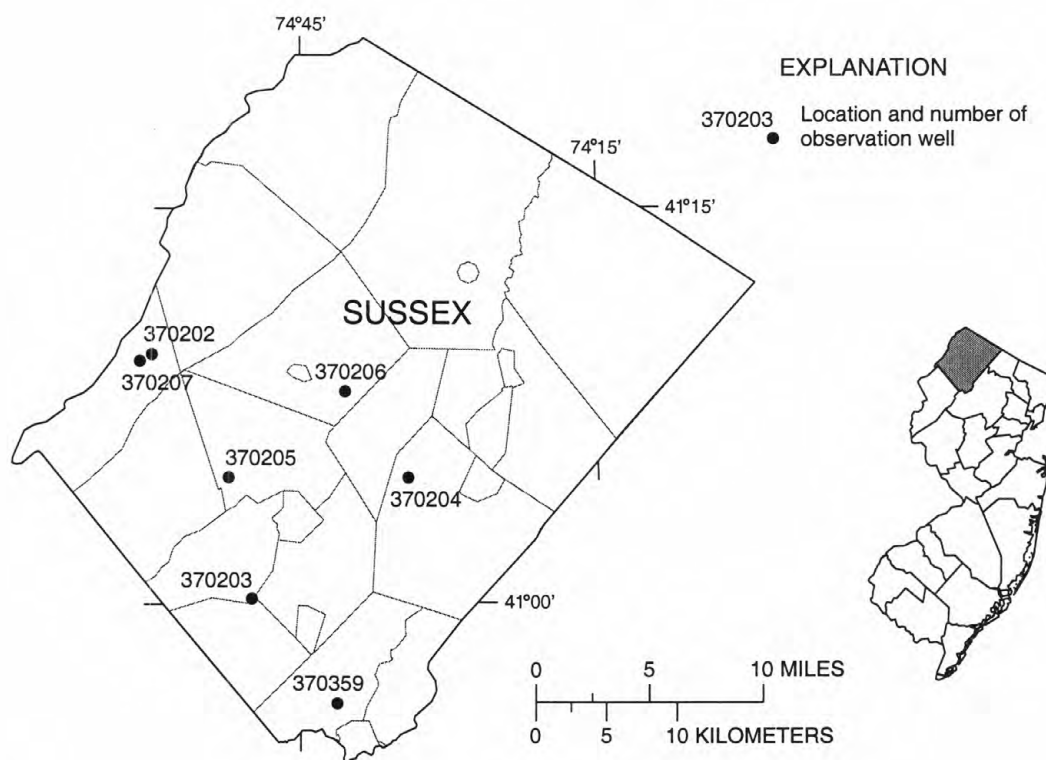 74°45'
EXPLANATION
370203
Location and number of
observation well
74°15'
41°15'
SUSSEX
370202
370207
370206
370205
370204
370203
41°00'
370359
0 5 10 MILES
0 5 10 KILOMETERS